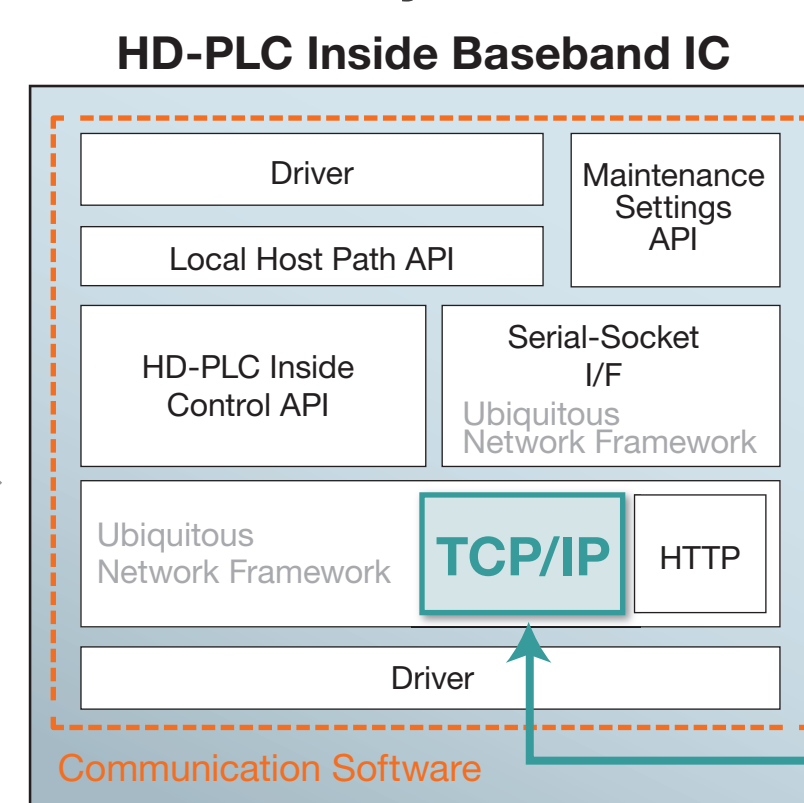 HD-PLC Inside Baseband IC
Driver
Maintenance
Settings
API
Local Host Path API
HD-PLC Inside
Control API
Serial-Socket
I/F
Ubiquitous
Network Framework
Ubiquitous
Network Framework
TCP/IP
HTTP
Driver
Communication Software